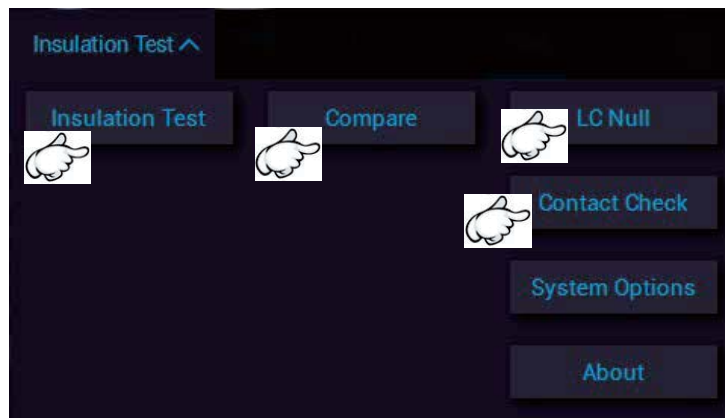 Insulation Test
Insulation Test
Compare
LC Null
Contact Check
System Options
About